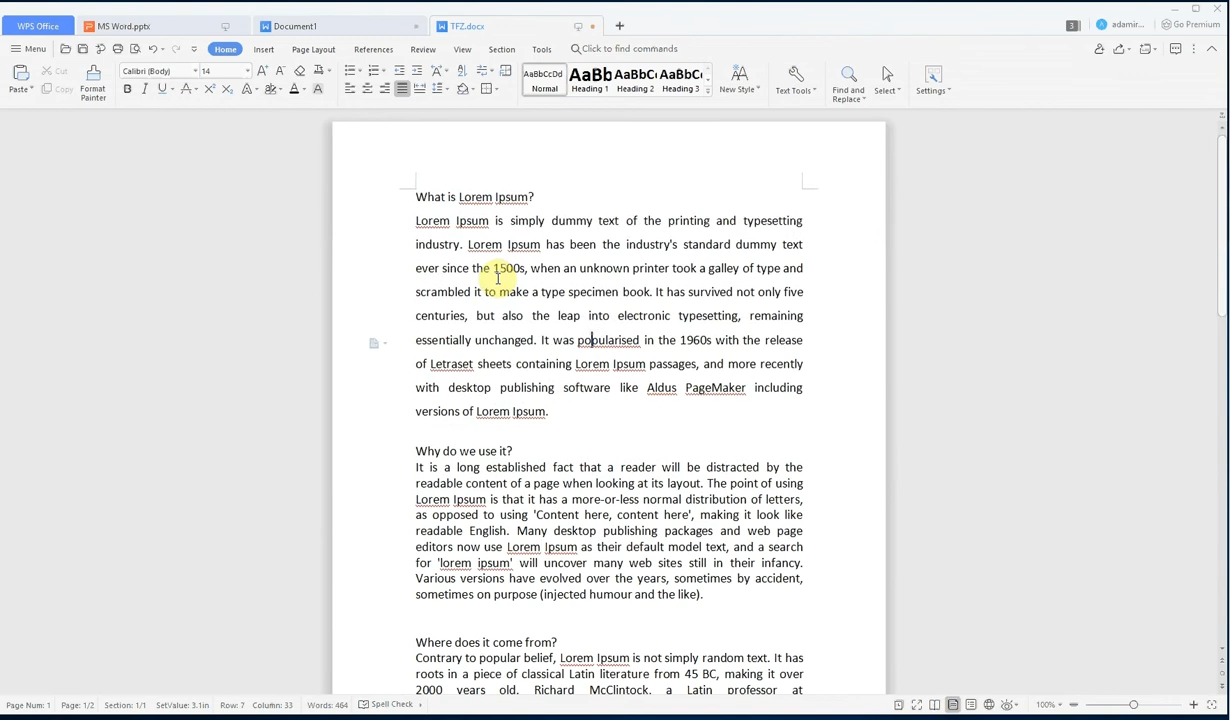 WPS Office MS Word.pptx Document1 TFZ.docx 3 adamir... Go Premium
Menu Home Insert Page Layout References Review View Section Tools Click to find commands
Paste Cut Copy Format Painter Calibri (Body) 14 AaBbCcDd Normal AaBb Heading 1 AaBbC Heading 2 AaBbC Heading 3 New Style Text Tools Find and Replace Select Settings
What is Lorem Ipsum?
Lorem Ipsum is simply dummy text of the printing and typesetting
industry. Lorem Ipsum has been the industry's standard dummy text
ever since the 1500s, when an unknown printer took a galley of type and
scrambled it to make a type specimen book. It has survived not only five
centuries, but also the leap into electronic typesetting, remaining
essentially unchanged. It was popularised in the 1960s with the release
of Letraset sheets containing Lorem Ipsum passages, and more recently
with desktop publishing software like Aldus PageMaker including
versions of Lorem Ipsum.
Why do we use it?
It is a long established fact that a reader will be distracted by the
readable content of a page when looking at its layout. The point of using
Lorem Ipsum is that it has a more-or-less normal distribution of letters,
as opposed to using 'Content here, content here', making it look like
readable English. Many desktop publishing packages and web page
editors now use Lorem Ipsum as their default model text, and a search
for 'lorem ipsum' will uncover many web sites still in their infancy.
Various versions have evolved over the years, sometimes by accident,
sometimes on purpose (injected humour and the like).
Where does it come from?
Contrary to popular belief, Lorem Ipsum is not simply random text. It has
roots in a piece of classical Latin literature from 45 BC, making it over
2000 years old. Richard McClintock, a Latin professor at
Page Num: 1 Page: 1/2 Section: 1/1 SetValue: 3.1in Row: 7 Column: 33 Words: 464 Spell Check 100%